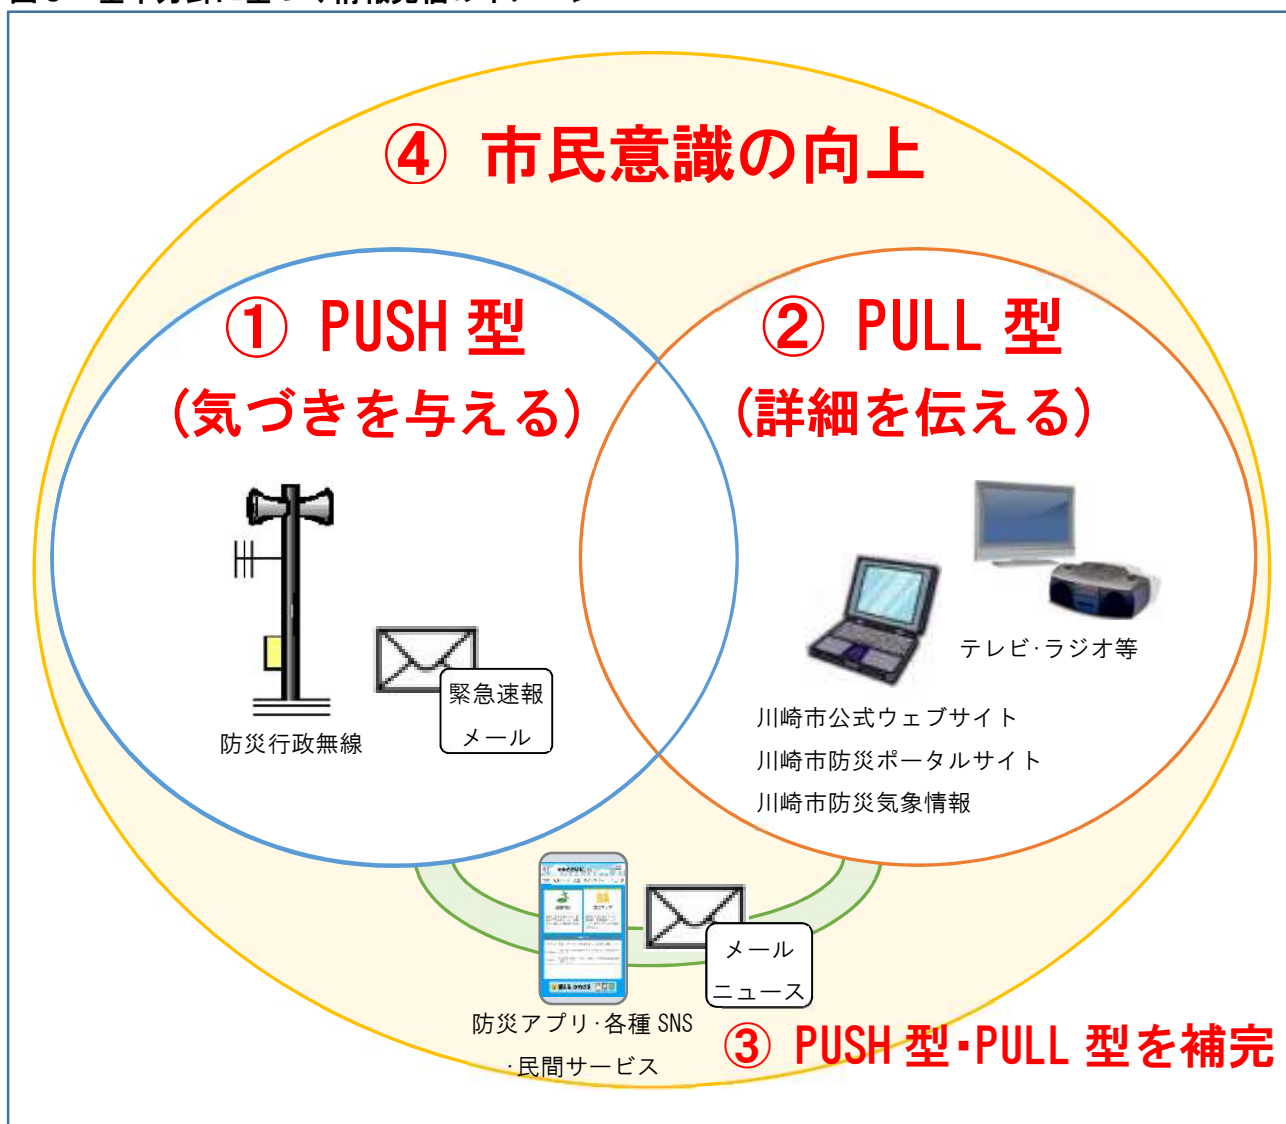 ④ 市民意識の向上
① PUSH 型
(気づきを与える)
② PULL 型
(詳細を伝える)
テレビ･ラジオ等
緊急速報
メール
防災行政無線
川崎市公式ウェブサイト
川崎市防災ポータルサイト
川崎市防災気象情報
メール
ニュース
防災アプリ･各種 SNS
･民間サービス
③ PUSH 型･PULL 型を補完